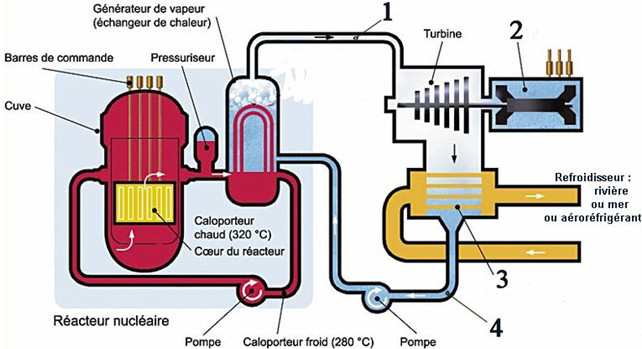 Générateur de vapeur
(échangeur de chaleur)
1
Turbine
2
Barres de commande
Pressuriseur
Cuve
Refroidisseur :
rivière
ou mer
ou aéroréfrigérant
Caloporteur
chaud (320 °C)
Cœur du réacteur
3
4
Réacteur nucléaire
Pompe
Caloporteur froid (280 °C)
Pompe